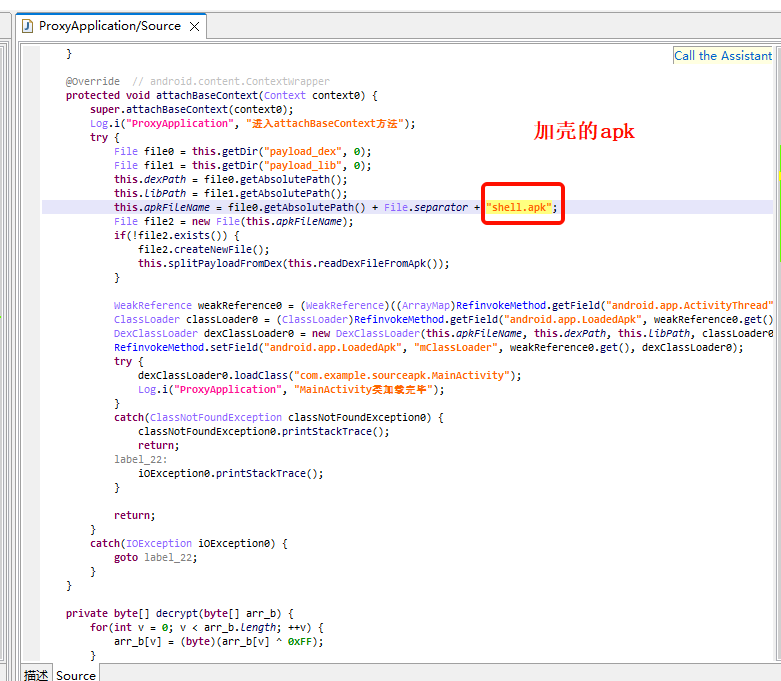 ProxyApplication/Source
Call the Assistant
}
@Override  // android.content.ContextWrapper
protected void attachBaseContext(Context context0) {
super.attachBaseContext(context0);
Log.i("ProxyApplication", "进入attachBaseContext方法");
加壳的apk
try {
File file0 = this.getDir("payload_dex", 0);
File file1 = this.getDir("payload_lib", 0);
this.dexPath = file0.getAbsolutePath();
this.libPath = file1.getAbsolutePath();
this.apkFileName = file0.getAbsolutePath() + File.separator + "shell.apk";
File file2 = new File(this.apkFileName);
if(!file2.exists()) {
file2.createNewFile();
this.splitPayloadFromDex(this.readDexFileFromApk());
}
WeakReference weakReference0 = (WeakReference)((ArrayMap)RefinvokeMethod.getField("android.app.ActivityThread"
ClassLoader classLoader0 = (ClassLoader)RefinvokeMethod.getField("android.app.LoadedApk", weakReference0.get()
DexClassLoader dexClassLoader0 = new DexClassLoader(this.apkFileName, this.dexPath, this.libPath, classLoader0
RefinvokeMethod.setField("android.app.LoadedApk", "mClassLoader", weakReference0.get(), dexClassLoader0);
try {
dexClassLoader0.loadClass("com.example.sourceapk.MainActivity");
Log.i("ProxyApplication", "MainActivity类加载完毕");
}
catch(ClassNotFoundException classNotFoundException0) {
classNotFoundException0.printStackTrace();
return;
label_22:
iOException0.printStackTrace();
}
return;
}
catch(IOException iOException0) {
goto label_22;
}
}
private byte[] decrypt(byte[] arr_b) {
for(int v = 0; v < arr_b.length; ++v) {
arr_b[v] = (byte)(arr_b[v] ^ 0xFF);
}
描述 Source